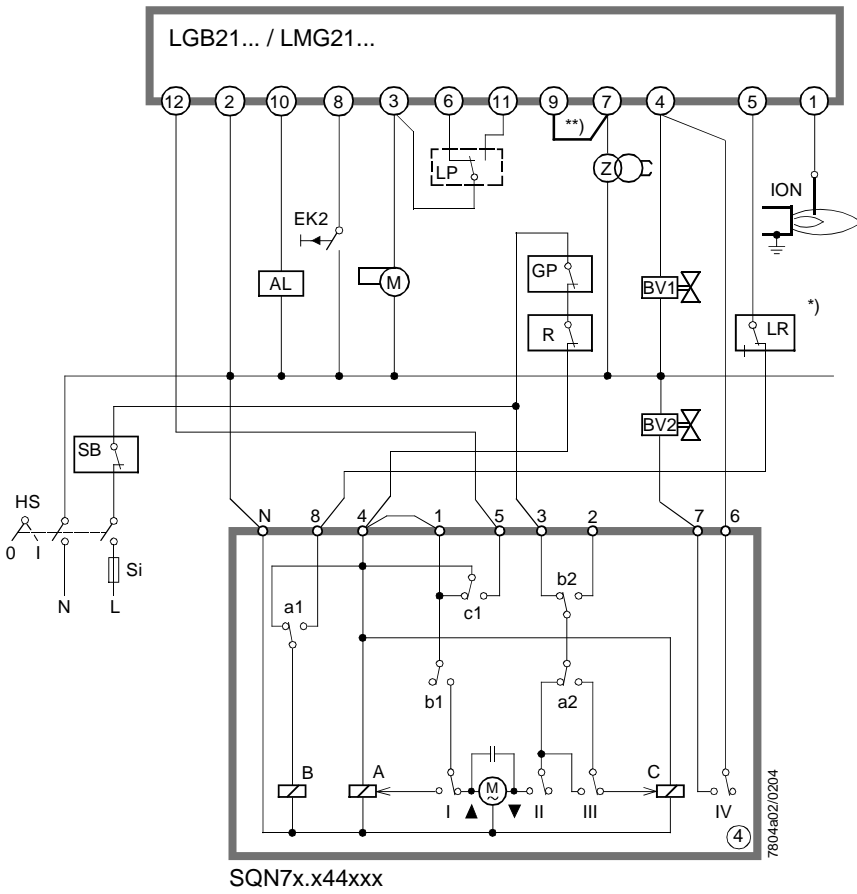 LGB21... / LMG21...
12 2 10 8 3 6 11 9 7 4 5 1
**)
LP
Z
ION
EK2
GP
AL
M
BV1
*)
R
LR
BV2
SB
HS
0 I
Si
N L
N 8 4 1 5 3 2 7 6
b2
a1
c1
b1
a2
B A M ~ C
I II III IV
4
7804a02/0204
SQN7x.x44xxx